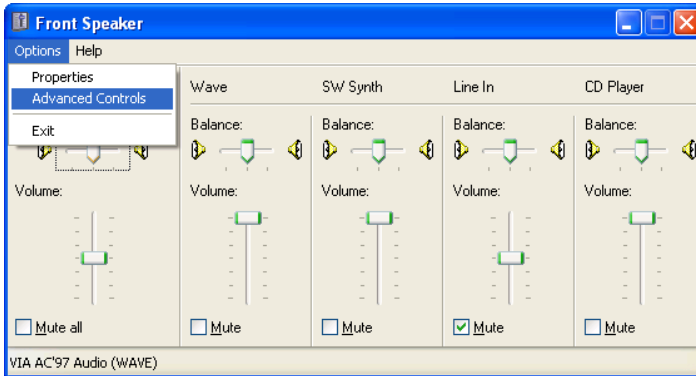 Front Speaker
Options Help
Properties
Advanced Controls
Exit
Wave SW Synth Line In CD Player
Balance: Balance: Balance: Balance:
Volume: Volume: Volume: Volume: Volume:
Mute all Mute Mute Mute Mute
VIA AC'97 Audio (WAVE)